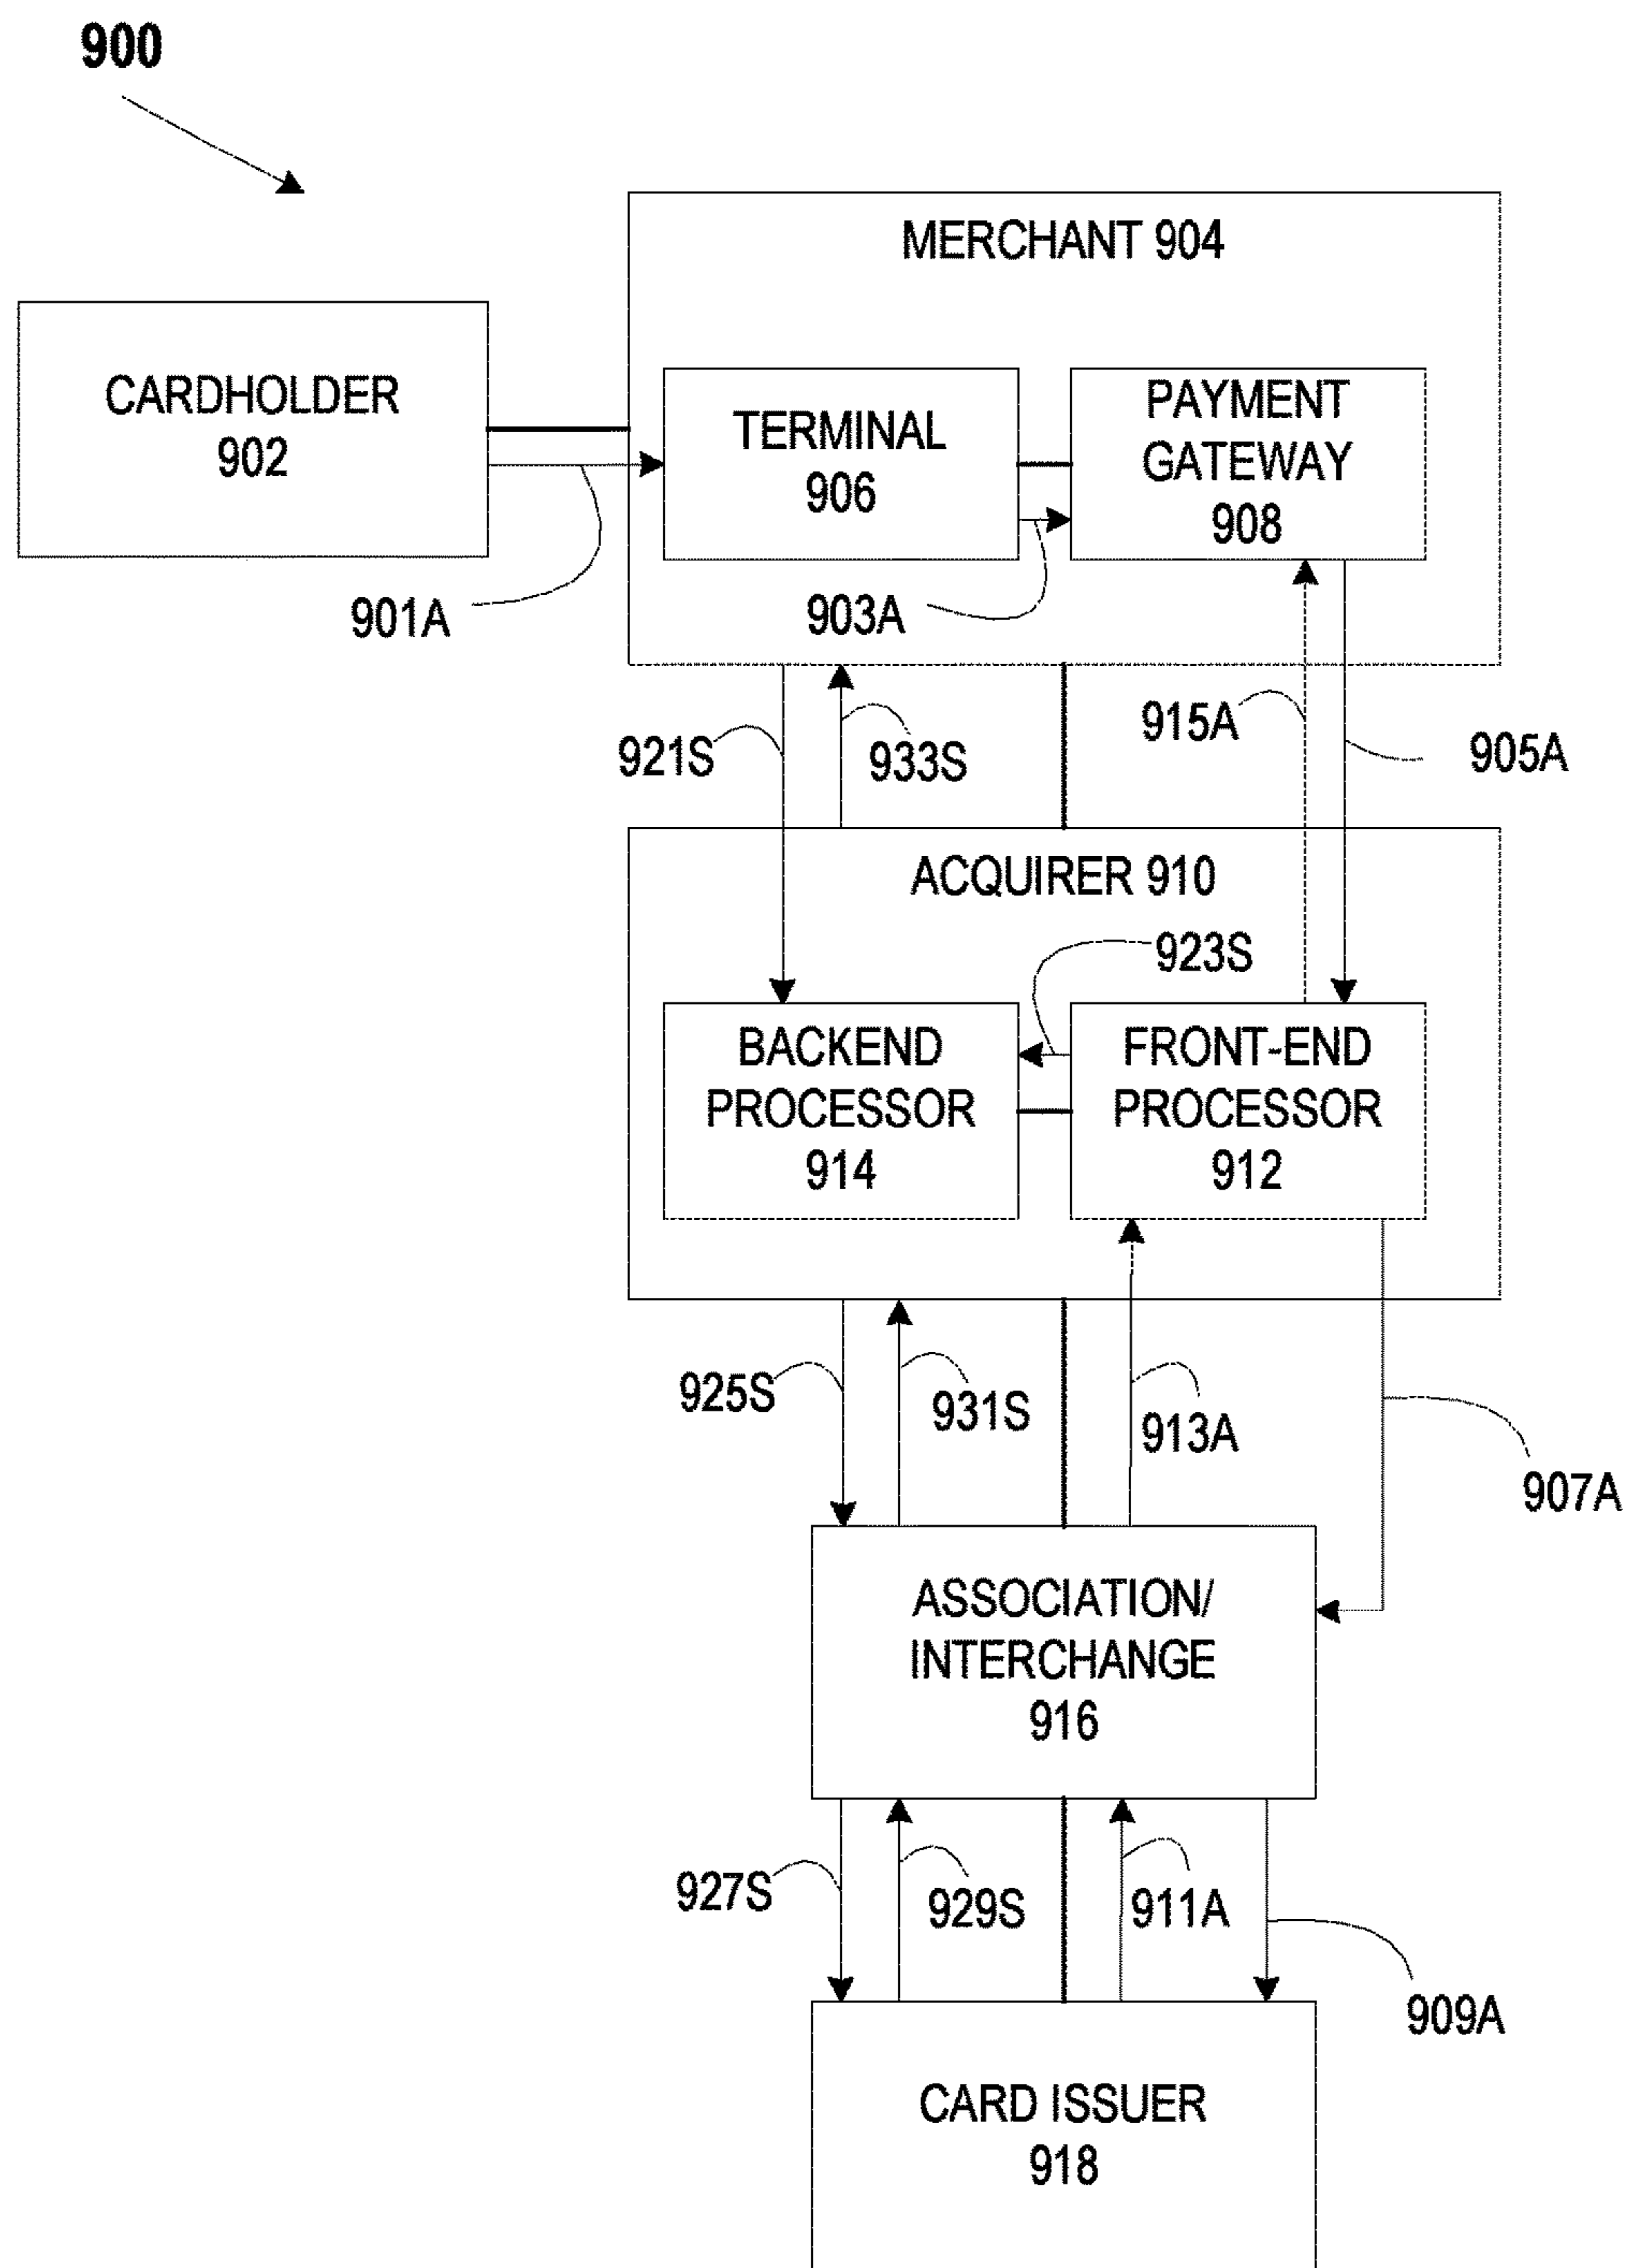 900
MERCHANT 904
CARDHOLDER
902
TERMINAL
906
PAYMENT
GATEWAY
908
901A
903A
921S
933S
915A
905A
ACQUIRER 910
923S
BACKEND
PROCESSOR
914
FRONT-END
PROCESSOR
912
925S
931S
913A
907A
ASSOCIATION/
INTERCHANGE
916
927S
929S
911A
909A
CARD ISSUER
918